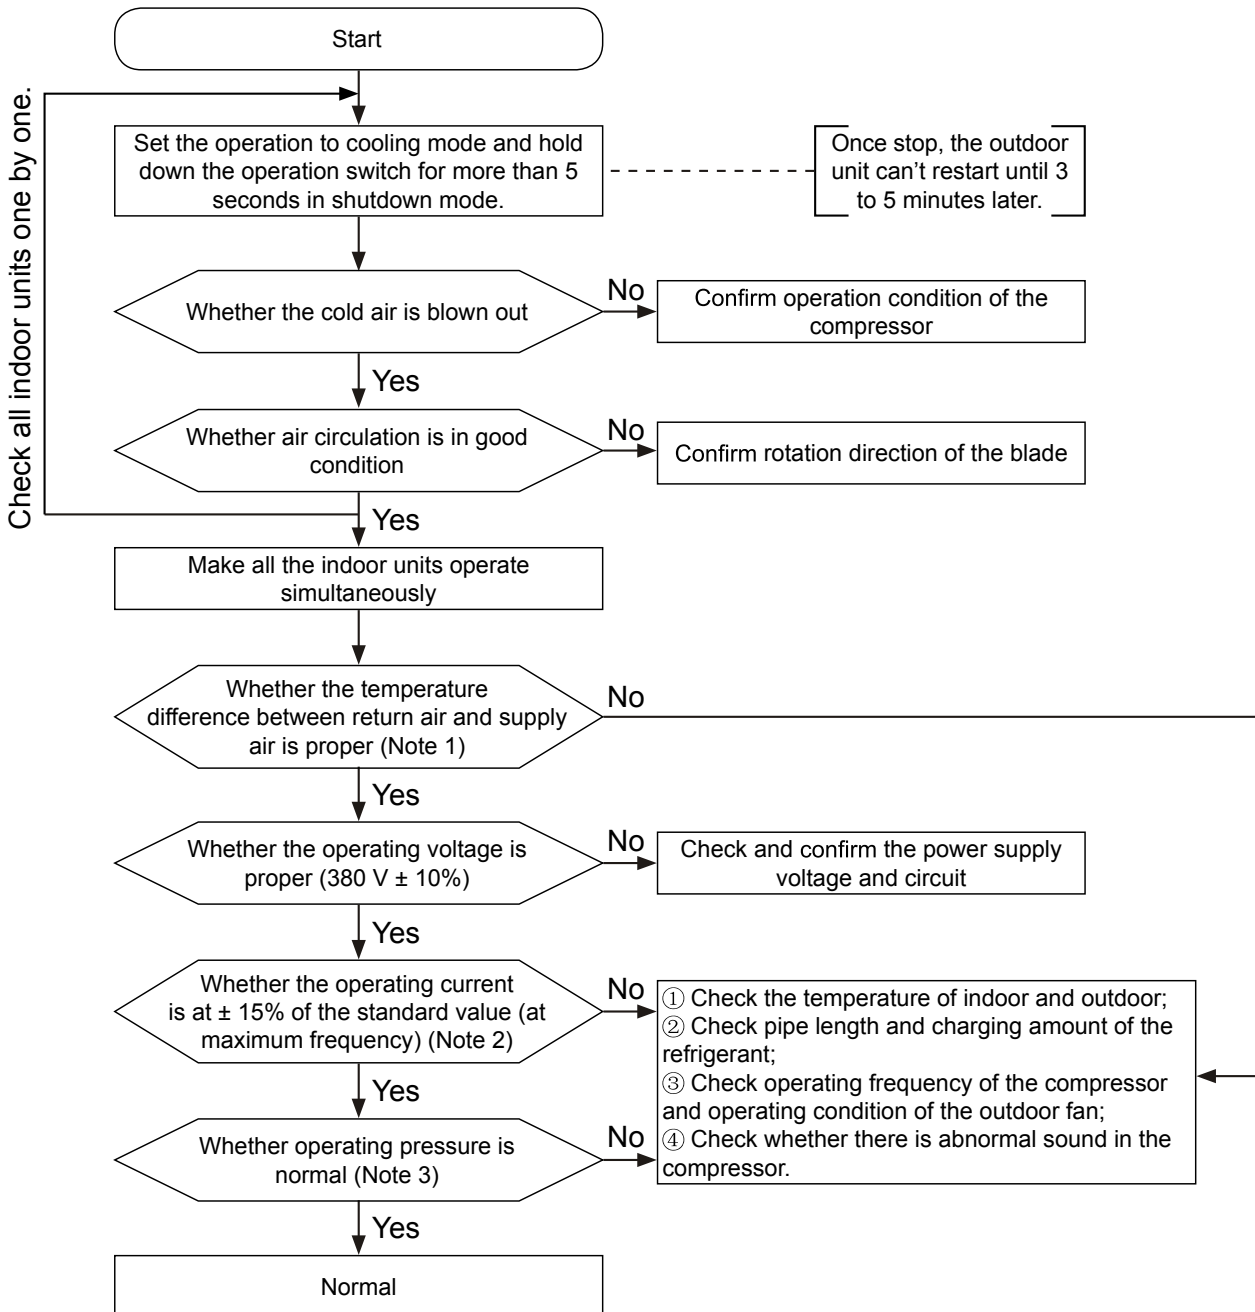 Start
Check all indoor units one by one.
Set the operation to cooling mode and hold
down the operation switch for more than 5
seconds in shutdown mode.
Once stop, the outdoor
unit can't restart until 3
to 5 minutes later.
Whether the cold air is blown out
No
Confirm operation condition of the
compressor
Yes
Whether air circulation is in good
condition
No
Confirm rotation direction of the blade
Yes
Make all the indoor units operate
simultaneously
Whether the temperature
difference between return air and supply
air is proper (Note 1)
No
Yes
Whether the operating voltage is
proper (380 V ± 10%)
No
Check and confirm the power supply
voltage and circuit
Yes
Whether the operating current
is at ± 15% of the standard value (at
maximum frequency) (Note 2)
No
① Check the temperature of indoor and outdoor;
② Check pipe length and charging amount of the
refrigerant;
③ Check operating frequency of the compressor
and operating condition of the outdoor fan;
④ Check whether there is abnormal sound in the
compressor.
Yes
Whether operating pressure is
normal (Note 3)
No
Yes
Normal